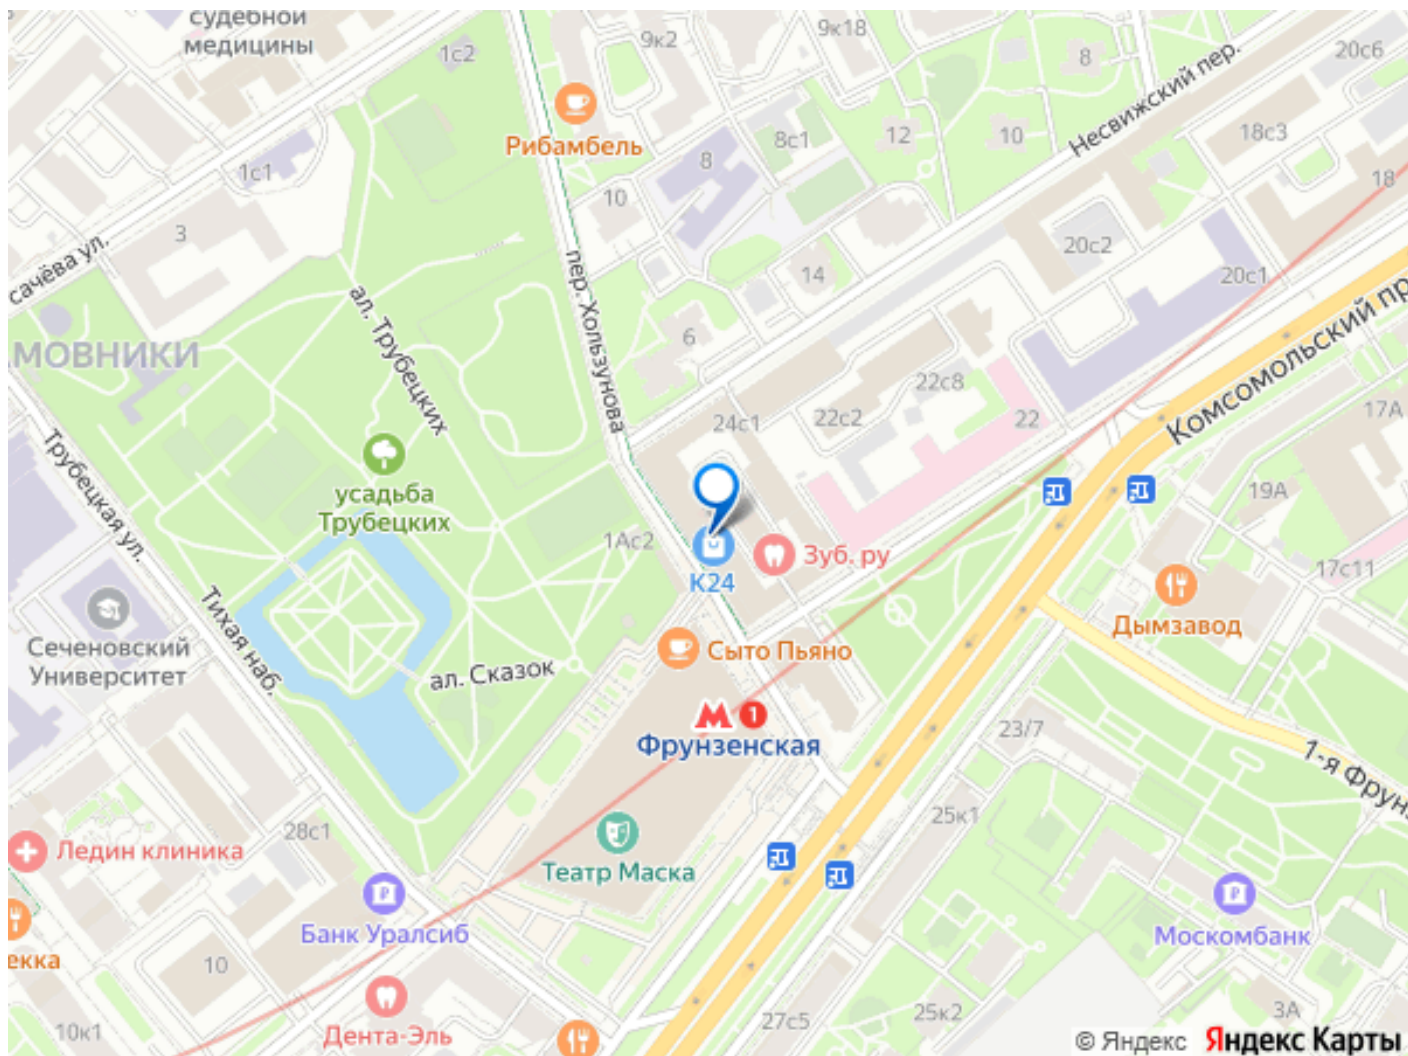 судебной
медицины
1с2
9к2
9к18
8
20с6
Рибамбель
8
8с1
12
10
Несвижский пер.
18с3
18
1с1
10
3
сачёва ул.
пер. Хользунова
14
20с2
20с1
ал. Трубецких
6
МОВНИКИ
22с8
Комсомольский пр
17А
24с1
22с2
22
Трубецкая ул.
усадьба
Трубецких
19А
1Ас2
К24
Зуб. ру
17с11
Дымзавод
Сеченовский
Университет
Тихая наб.
ал. Сказок
Сыто Пьяно
1
Фрунзенская
23/7
1-я Фрун
25к1
28с1
Ледин клиника
Театр Маска
Банк Уралсиб
Москомбанк
екка
10
10к1
Дента-Эль
27с5
25к2
3А
© Яндекс Яндекс Карты